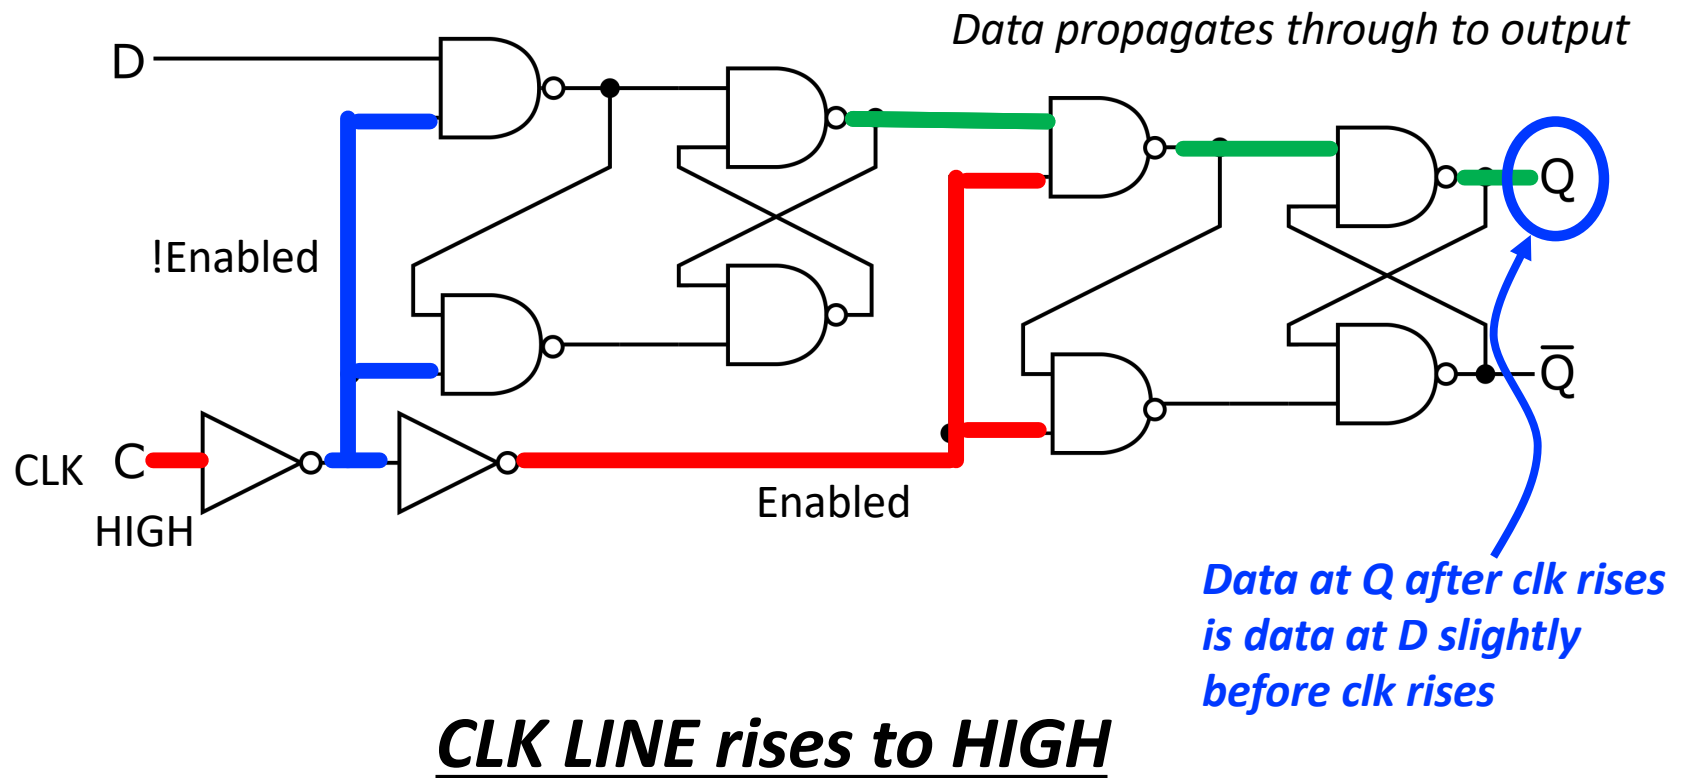 Data propagates through to output
D
Q
!Enabled
Q̅
CLK C
HIGH
Enabled
Data at Q after clk rises
is data at D slightly
before clk rises
CLK LINE rises to HIGH